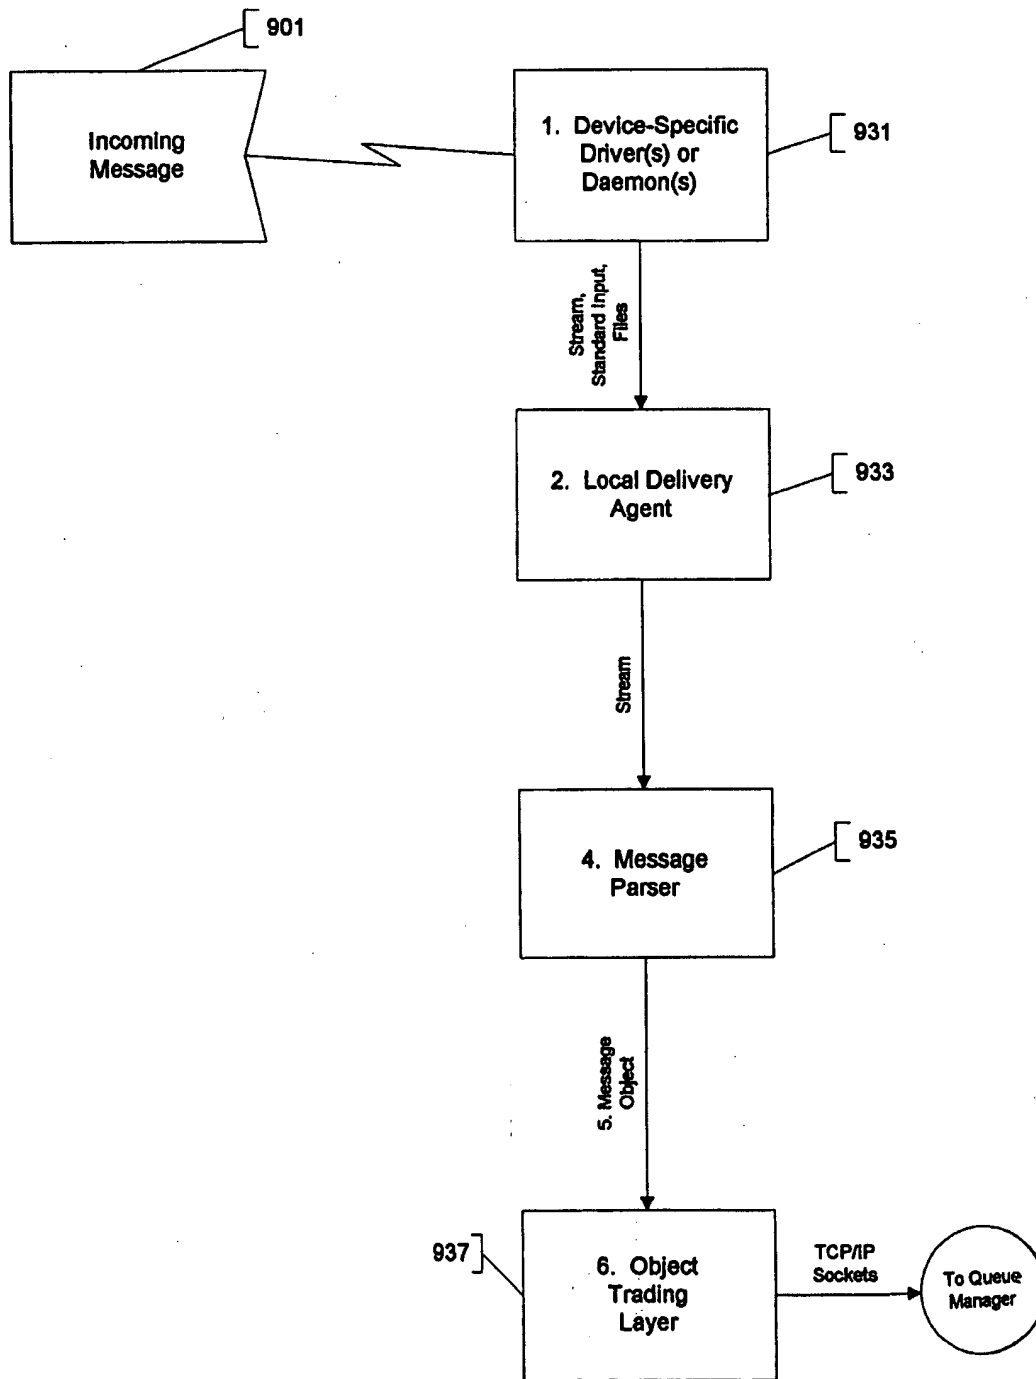 901
Incoming
Message
1. Device-Specific
Driver(s) or
Daemon(s)
931
Stream,
Standard Input,
Files
2. Local Delivery
Agent
933
Stream
4. Message
Parser
935
5. Message
Object
937
6. Object
Trading
Layer
TCP/IP
Sockets
To Queue
Manager